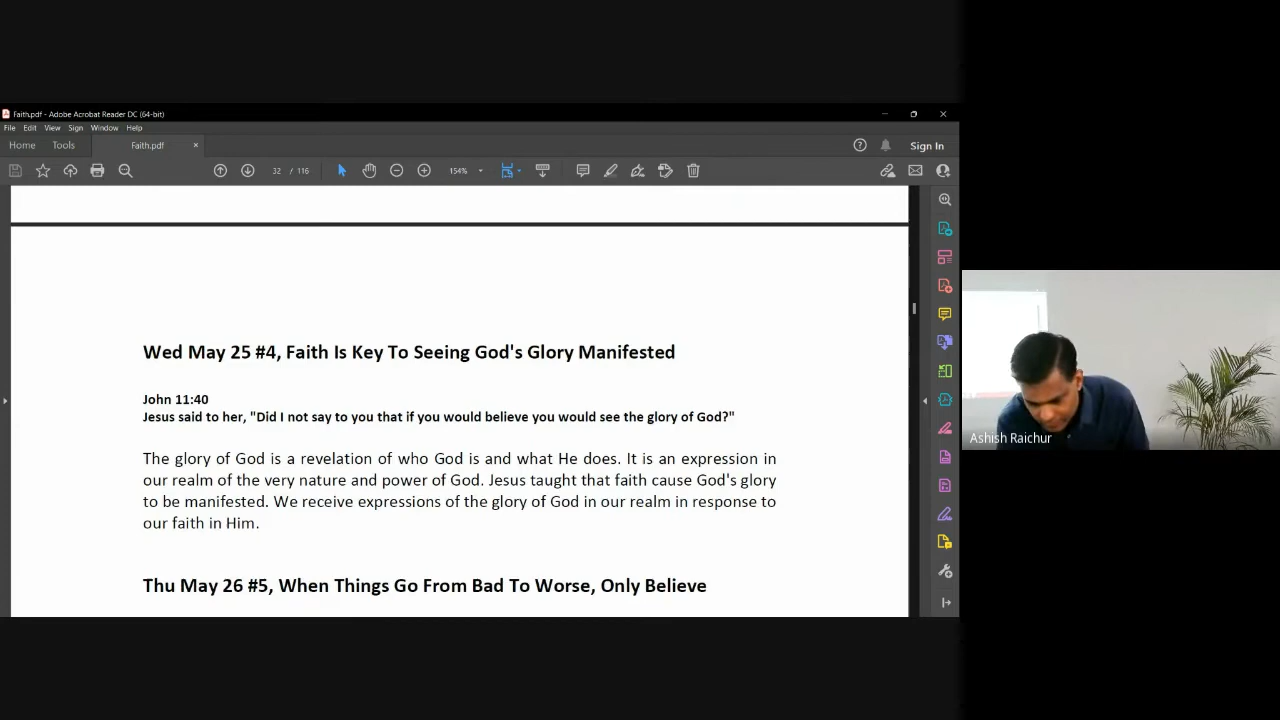 Faith.pdf - Adobe Acrobat Reader DC (64-bit)
File Edit View Sign Window Help
Home Tools Faith.pdf × Sign In
32 / 116 154%
Wed May 25 #4, Faith Is Key To Seeing God's Glory Manifested
John 11:40
Jesus said to her, "Did I not say to you that if you would believe you would see the glory of God?"
The glory of God is a revelation of who God is and what He does. It is an expression in
our realm of the very nature and power of God. Jesus taught that faith cause God's glory
to be manifested. We receive expressions of the glory of God in our realm in response to
our faith in Him.
Thu May 26 #5, When Things Go From Bad To Worse, Only Believe
Ashish Raichur